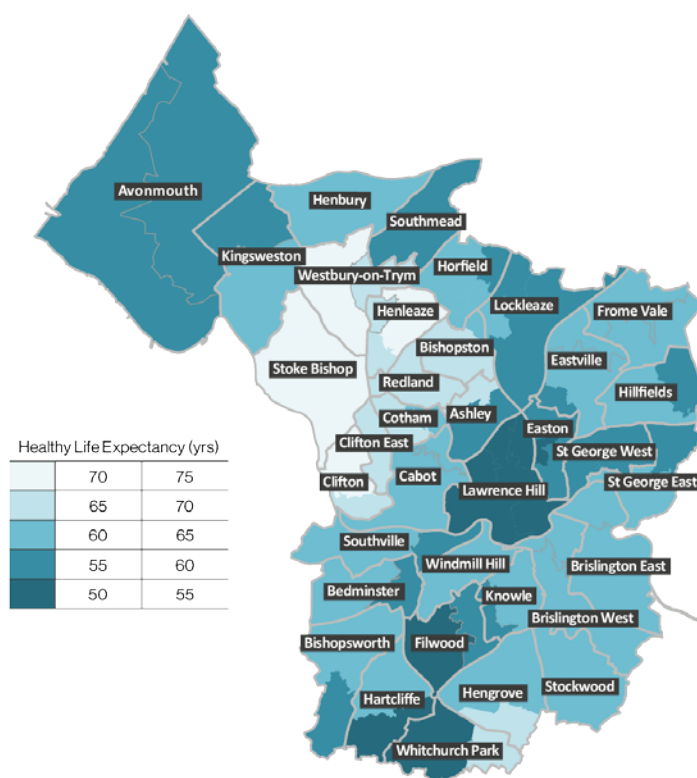 Avonmouth
Henbury
Southmead
Kingsweston
Westbury-on-Trym
Horfield
Henleaze
Lockleaze
Frome Vale
Bishopston
Eastville
Stoke Bishop
Redland
Hillfields
Cotham
Ashley
Easton
Clifton East
St George West
Clifton
Cabot
Lawrence Hill
St George East
Healthy Life Expectancy (yrs)
70 75
65 70
60 65
55 60
50 55
Southville
Windmill Hill
Brislington East
Bedminster
Knowle
Brislington West
Bishopsworth
Filwood
Hartcliffe
Hengrove
Stockwood
Whitchurch Park